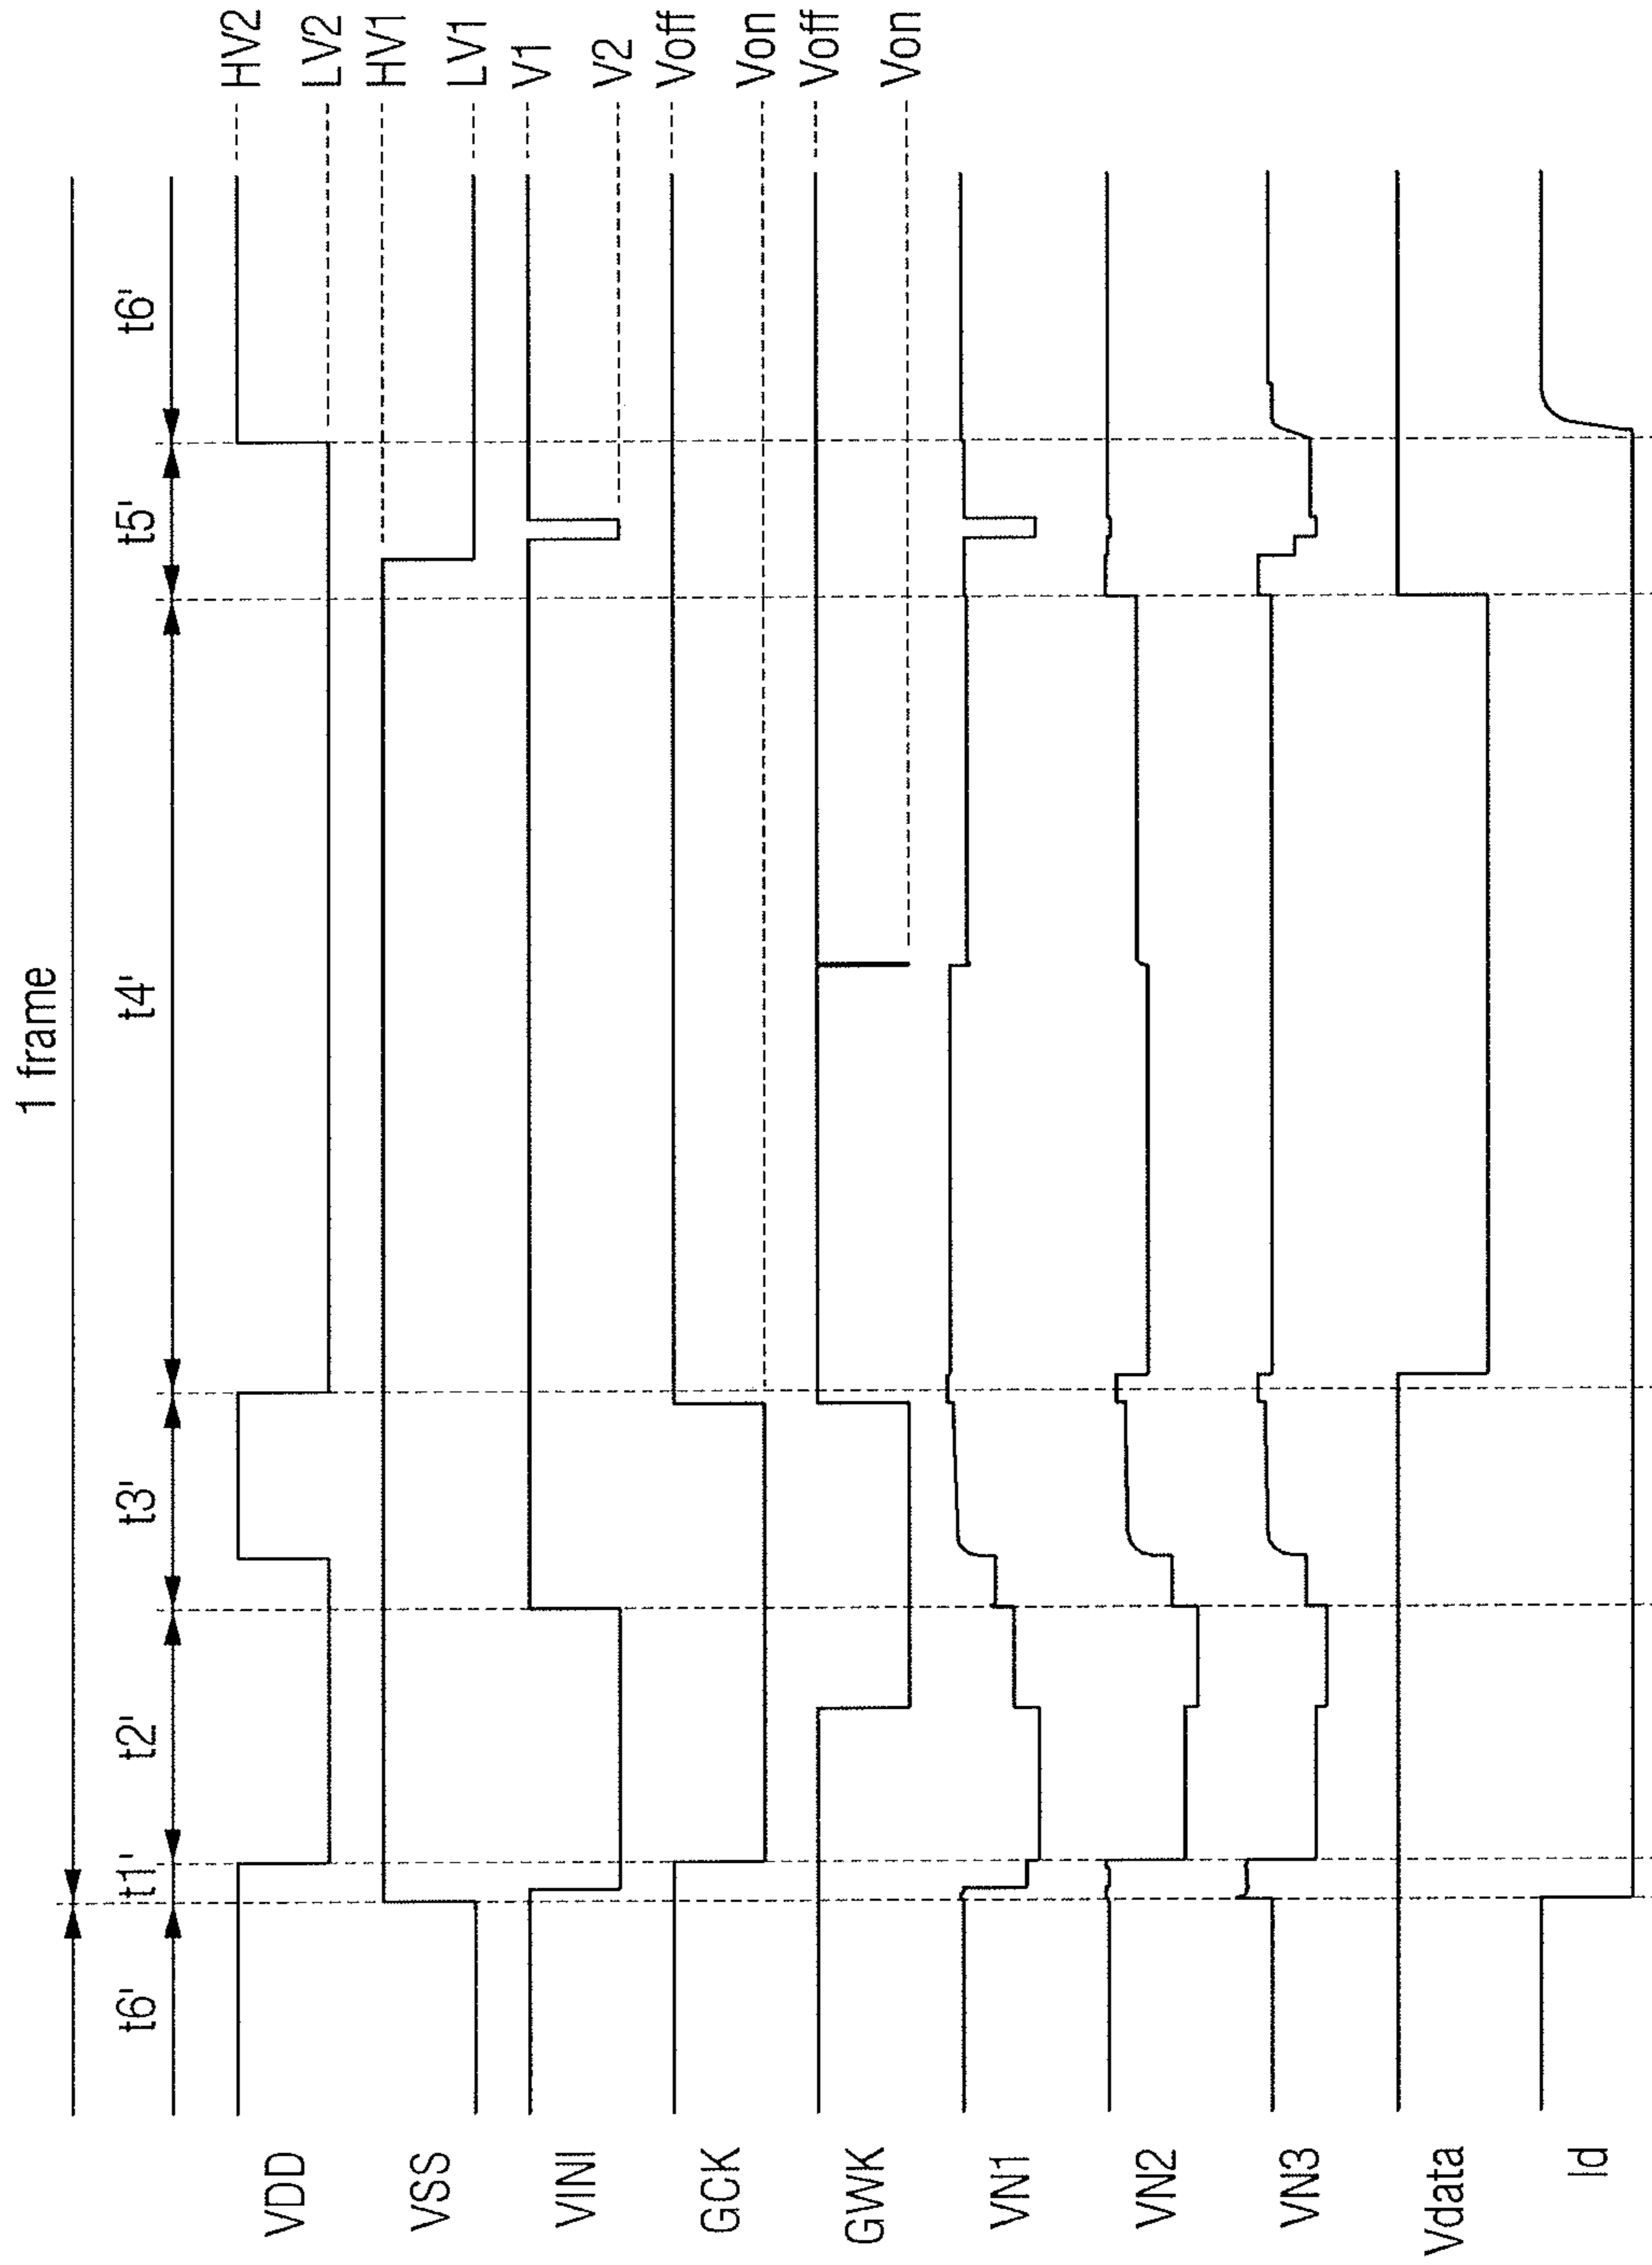 1 frame
t6' t1' t2' t3' t4' t5' t6'
VDD HV2
LV2
VSS HV1
LV1
VINI V1
V2
GCK Voff
Von
GWK Voff
Von
VN1
VN2
VN3
Vdata
Id